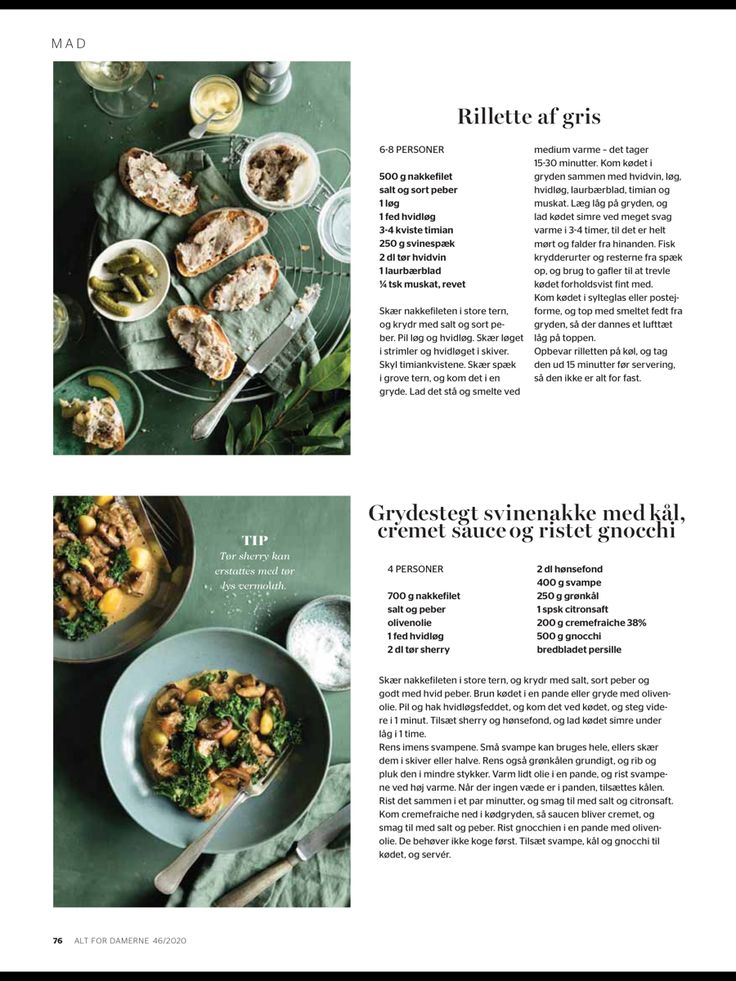 MAD
Rillette af gris
6-8 PERSONER
500 g nakkefilet
salt og sort peber
1 løg
1 fed hvidløg
3-4 kviste timian
250 g svinespæk
2 dl tør hvidvin
1 laurbærblad
¼ tsk muskat, revet
Skær nakkefileten i store tern,
og krydr med salt og sort pe-
ber. Pil løg og hvidløg. Skær løget
i strimler og hvidløget i skiver.
Skyl timiankvistene. Skær spæk
i grove tern, og kom det i en
gryde. Lad det stå og smelte ved
medium varme – det tager
15-30 minutter. Kom kødet i
gryden sammen med hvidvin, løg,
hvidløg, laurbærblad, timian og
muskat. Læg låg på gryden, og
lad kødet simre ved meget svag
varme i 3-4 timer, til det er helt
mørt og falder fra hinanden. Fisk
krydderurter og resterne fra spæk
op, og brug to gafler til at trevle
kødet forholdsvist fint med.
Kom kødet i sylteglas eller postej-
forme, og top med smeltet fedt fra
gryden, så der dannes et lufttæt
låg på toppen.
Opbevar rilletten på køl, og tag
den ud 15 minutter før servering,
så den ikke er alt for fast.
TIP
Tør sherry kan
erstattes med tør
lys vermouth.
Grydestegt svinenakke med kål,
cremet sauce og ristet gnocchi
4 PERSONER
700 g nakkefilet
salt og peber
olivenolie
1 fed hvidløg
2 dl tør sherry
2 dl hønsefond
400 g svampe
250 g grønkål
1 spsk citronsaft
200 g cremefraiche 38%
500 g gnocchi
bredbladet persille
Skær nakkefileten i store tern, og krydr med salt, sort peber og
godt med hvid peber. Brun kødet i en pande eller gryde med oliven-
olie. Pil og hak hvidløgsfeddet, og kom det ved kødet, og steg vide-
re i 1 minut. Tilsæt sherry og hønsefond, og lad kødet simre under
låg i 1 time.
Rens imens svampene. Små svampe kan bruges hele, ellers skær
dem i skiver eller halve. Rens også grønkålen grundigt, og rib og
pluk den i mindre stykker. Varm lidt olie i en pande, og rist svampe-
ne ved høj varme. Når der ingen væde er i panden, tilsættes kålen.
Rist det sammen i et par minutter, og smag til med salt og citronsaft.
Kom cremefraiche ned i kødgryden, så saucen bliver cremet, og
smag til med salt og peber. Rist gnocchien i en pande med oliven-
olie. De behøver ikke koge først. Tilsæt svampe, kål og gnocchi til
kødet, og servér.
76 ALT FOR DAMERNE 46/2020